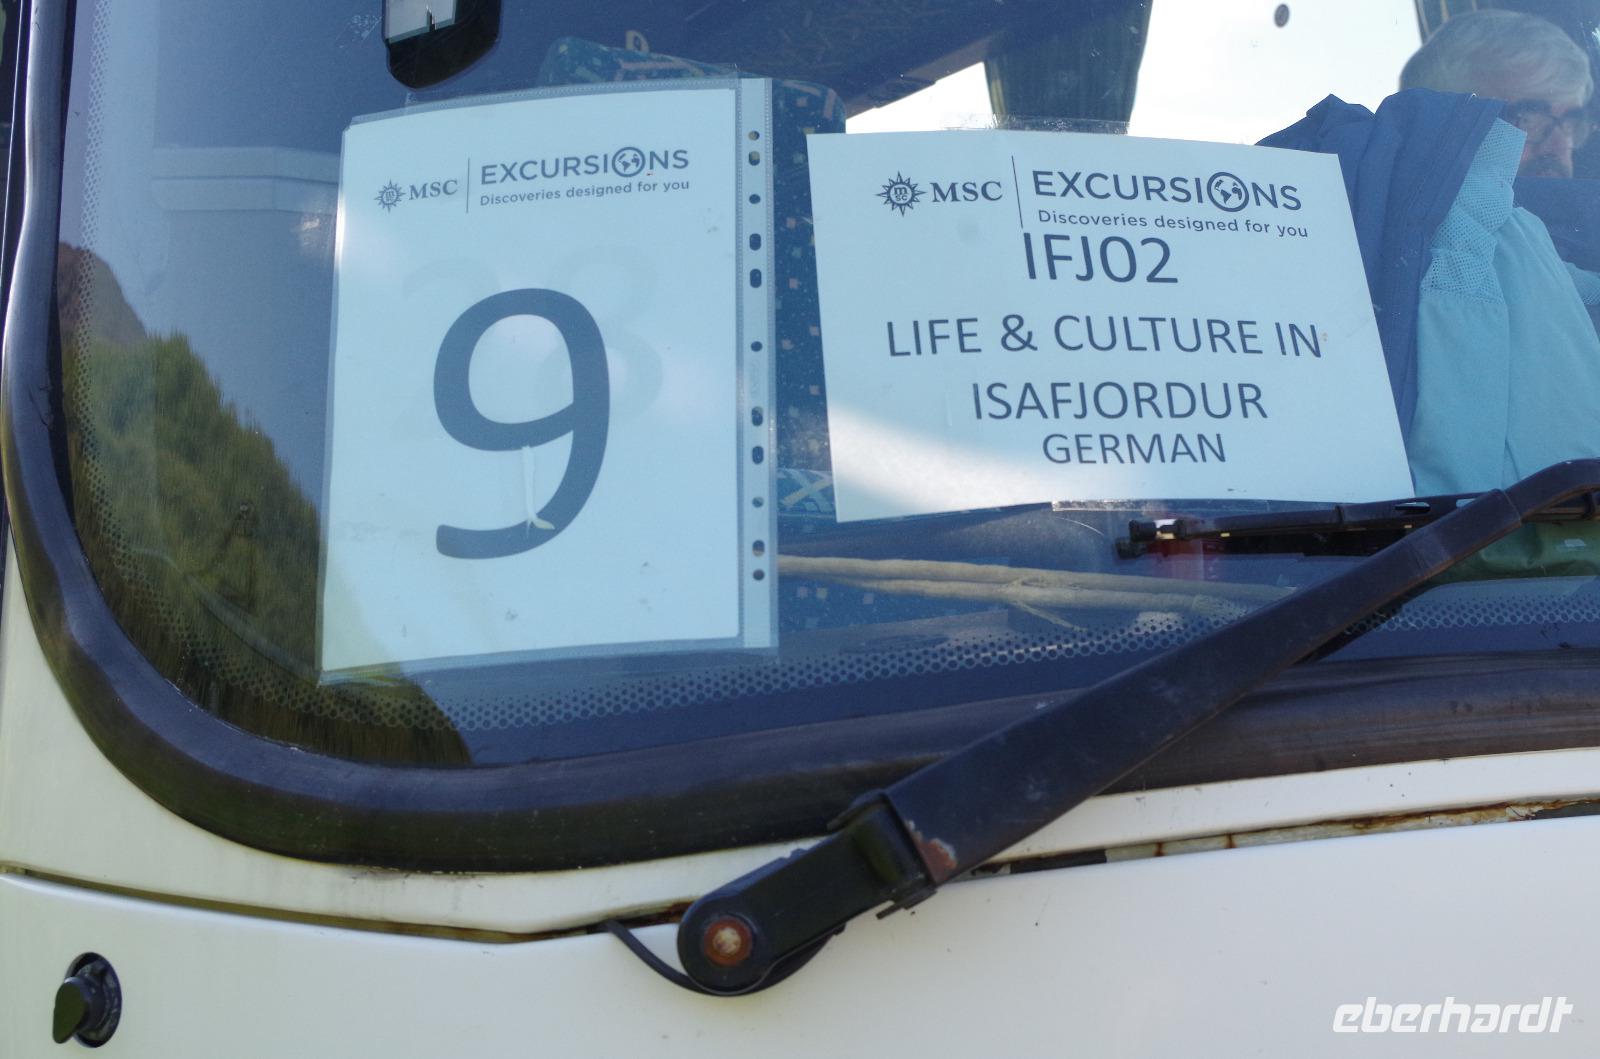 MSC EXCURSIONS
Discoveries designed for you
9
MSC EXCURSIONS
Discoveries designed for you
IFJ02
LIFE & CULTURE IN
ISAFJORDUR
GERMAN
eberhardt